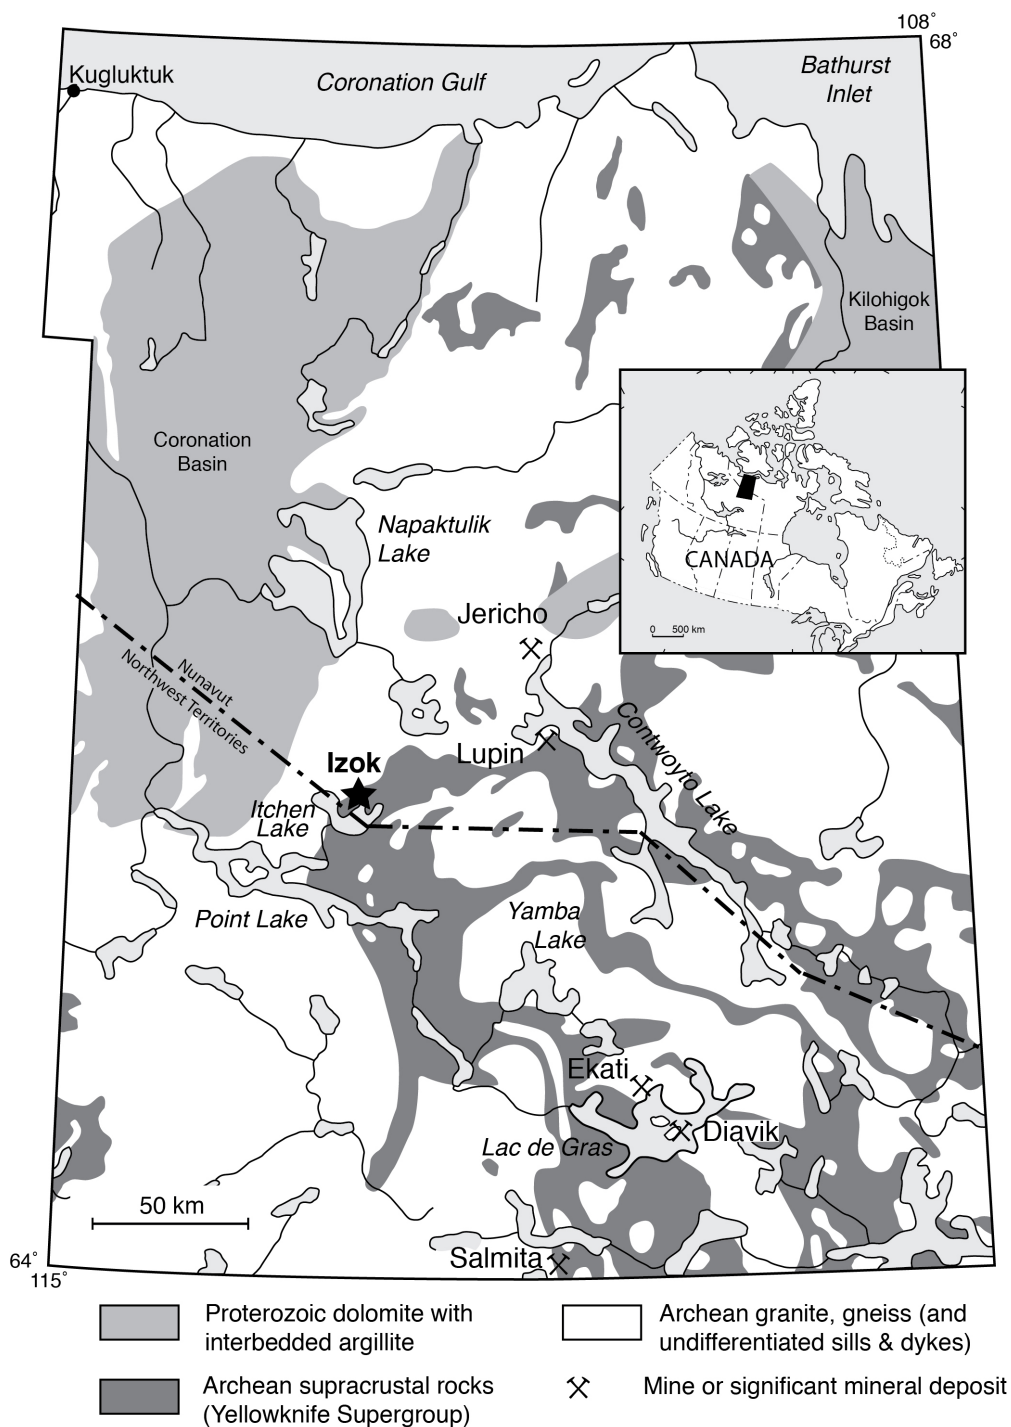 108°
68°
Kugluktuk
Coronation Gulf
Bathurst
Inlet
Kilohigok
Basin
Coronation
Basin
CANADA
0 500 km
Napaktulik
Lake
Jericho
Nunavut
Northwest Territories
Contwoyto Lake
Lupin
Izok
Itchen
Lake
Point Lake
Yamba
Lake
Ekati
Diavik
Lac de Gras
50 km
Salmita
64°
115°
Proterozoic dolomite with
interbedded argillite
Archean granite, gneiss (and
undifferentiated sills & dykes)
Archean supracrustal rocks
(Yellowknife Supergroup)
Mine or significant mineral deposit